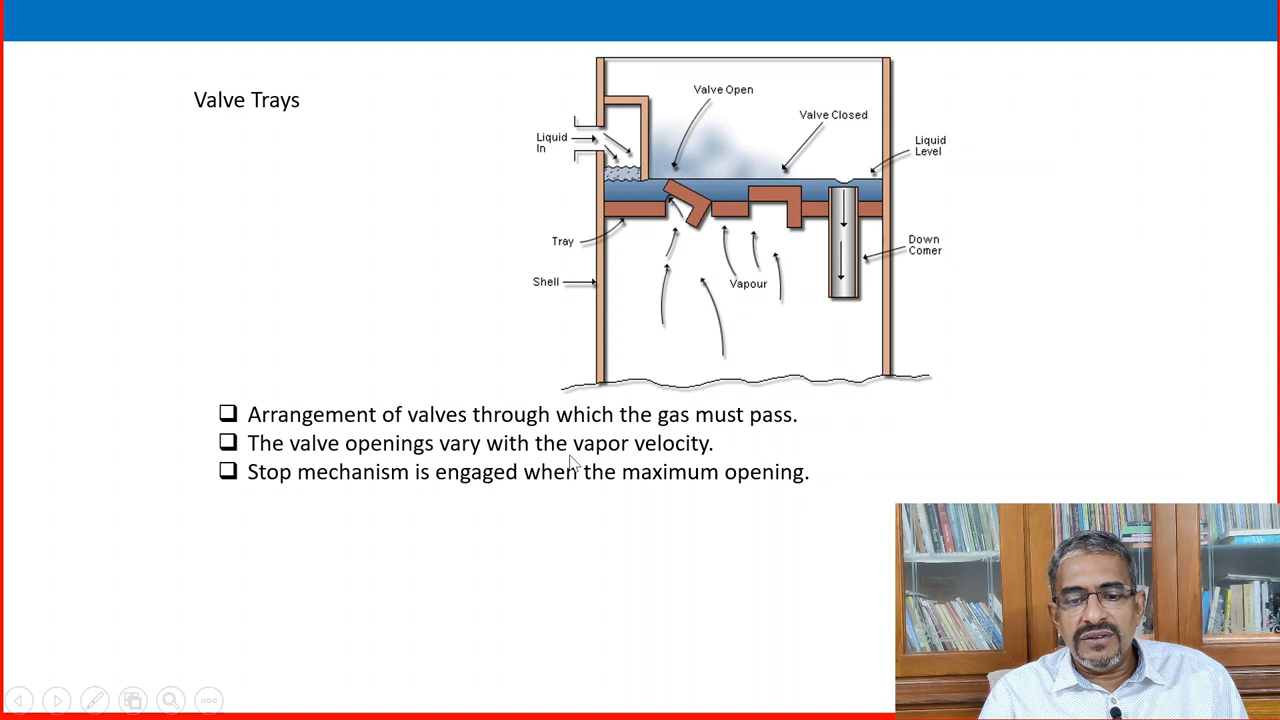 Valve Trays
Valve Open
Valve Closed
Liquid
In
Liquid
Level
Tray
Down
Comer
Shell
Vapour
Arrangement of valves through which the gas must pass.
The valve openings vary with the vapor velocity.
Stop mechanism is engaged when the maximum opening.